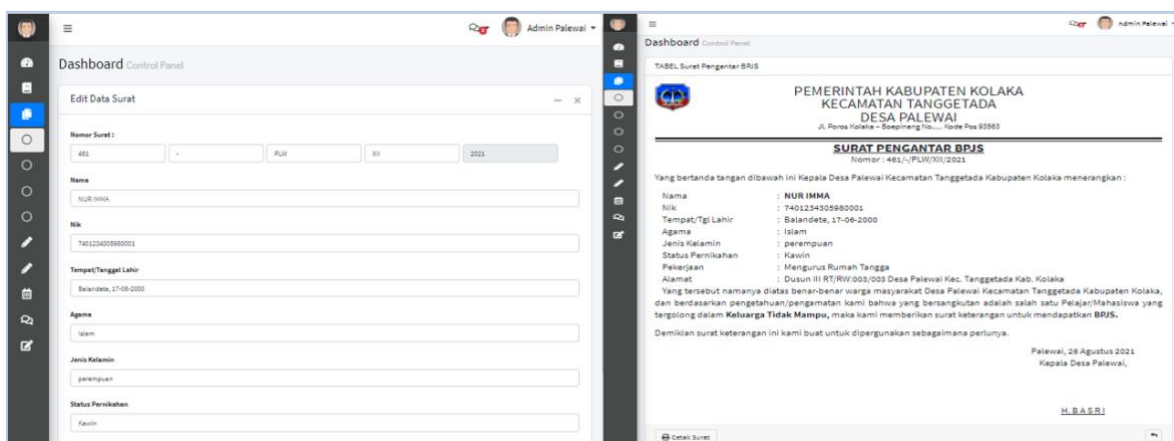 Admin Palewai
Dashboard Control Panel
Edit Data Surat
Nomor Surat :
461 - PLW XII 2021
Nama
NUR IMMA
Nik
7401234305980001
Tempat/Tanggal Lahir
Balandete, 17-06-2000
Agama
Islam
Jenis Kelamin
perempuan
Status Pernikahan
Kawin
Admin Palewai
Dashboard Control Panel
TABEL Surat Pengantar BPJS
PEMERINTAH KABUPATEN KOLAKA
KECAMATAN TANGGETADA
DESA PALEWAI
Jl. Poros Kolaka – Boepinang No..... Kode Pos 93563
SURAT PENGANTAR BPJS
Nomor : 461/-/PLW/XII/2021
Yang bertanda tangan dibawah ini Kepala Desa Palewai Kecamatan Tanggetada Kabupaten Kolaka menerangkan :
Nama : NUR IMMA
Nik : 7401234305980001
Tempat/Tgl Lahir : Balandete, 17-06-2000
Agama : Islam
Jenis Kelamin : perempuan
Status Pernikahan : Kawin
Pekerjaan : Mengurus Rumah Tangga
Alamat : Dusun III RT/RW:003/003 Desa Palewai Kec. Tanggetada Kab. Kolaka
Yang tersebut namanya diatas benar-benar warga masyarakat Desa Palewai Kecamatan Tanggetada Kabupaten Kolaka,
dan berdasarkan pengetahuan/pengamatan kami bahwa yang bersangkutan adalah salah satu Pelajar/Mahasiswa yang
tergolong dalam Keluarga Tidak Mampu, maka kami memberikan surat keterangan untuk mendapatkan BPJS.
Demikian surat keterangan ini kami buat untuk dipergunakan sebagaimana perlunya.
Palewai, 26 Agustus 2021
Kepala Desa Palewai,
H.BASRI
Cetak Surat